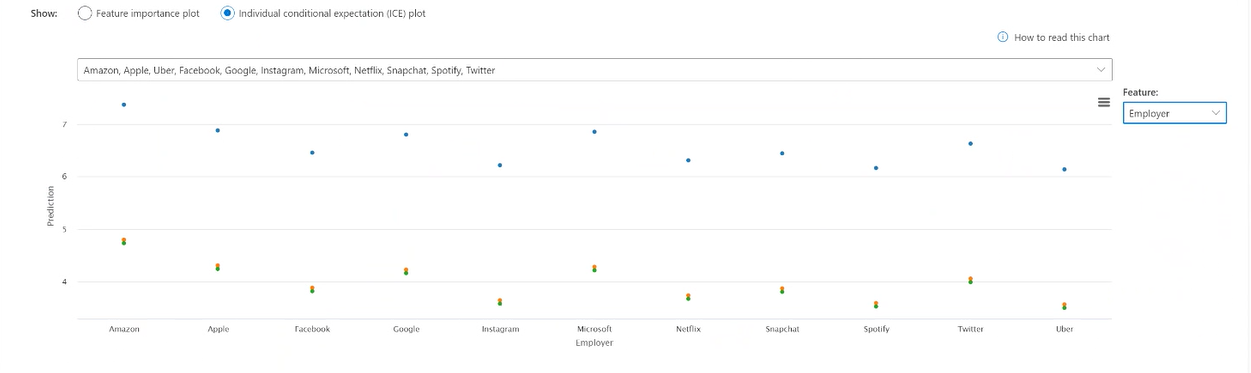 Show: Feature importance plot Individual conditional expectation (ICE) plot
How to read this chart
Amazon, Apple, Uber, Facebook, Google, Instagram, Microsoft, Netflix, Snapchat, Spotify, Twitter
Feature:
Employer
7
6
5
4
Prediction
Amazon Apple Facebook Google Instagram Microsoft Netflix Snapchat Spotify Twitter Uber
Employer